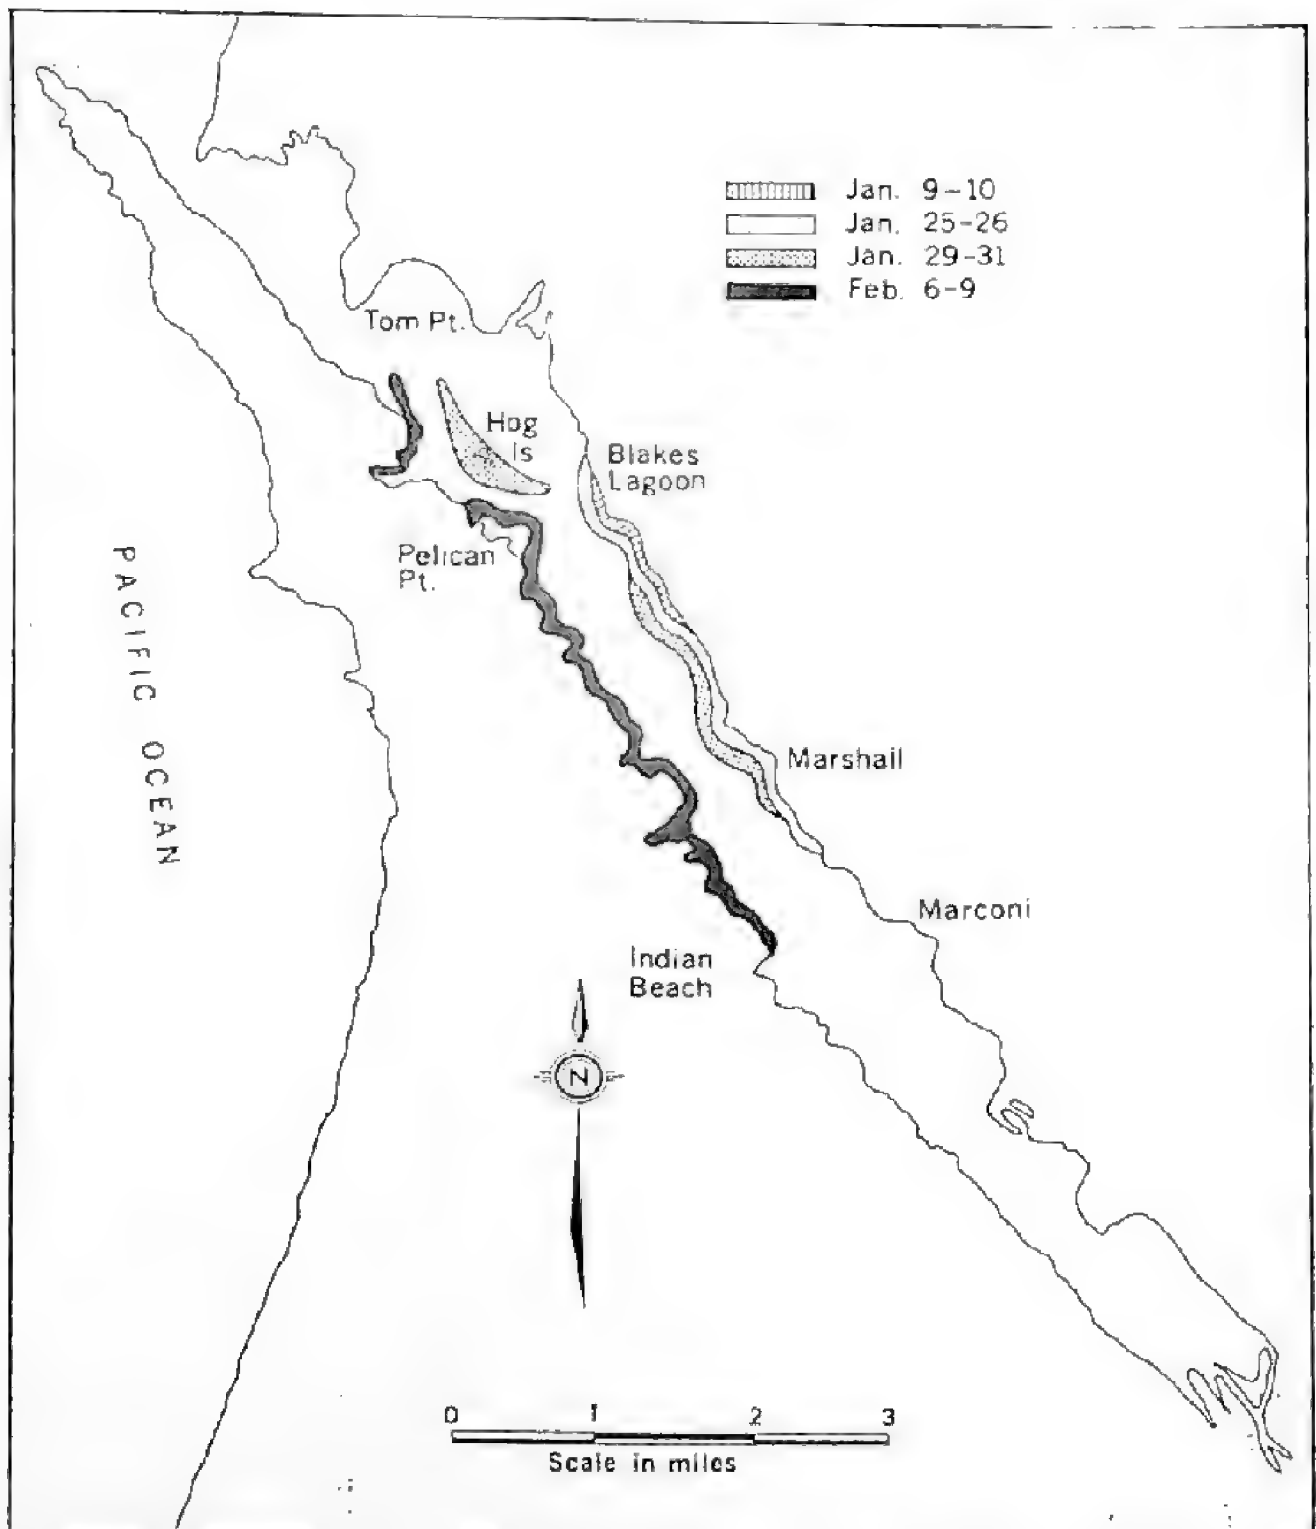 Jan. 9-10
Jan. 25-26
Jan. 29-31
Feb. 6-9
Tom Pt.
Hog
Is
Blakes
Lagoon
Pelican
Pt.
PACIFIC OCEAN
Marshall
Marconi
Indian
Beach
N
0 1 2 3
Scale in miles